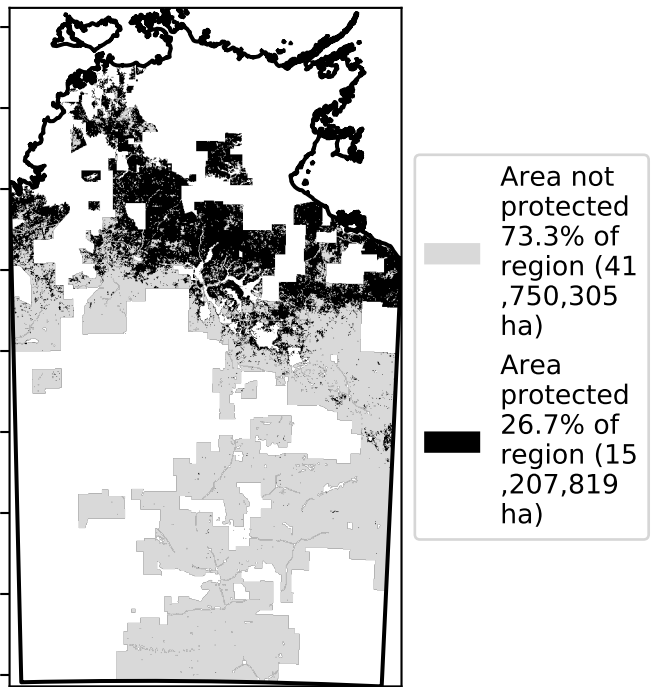 Area not
protected
73.3% of
region (41
,750,305
ha)
Area
protected
26.7% of
region (15
,207,819
ha)